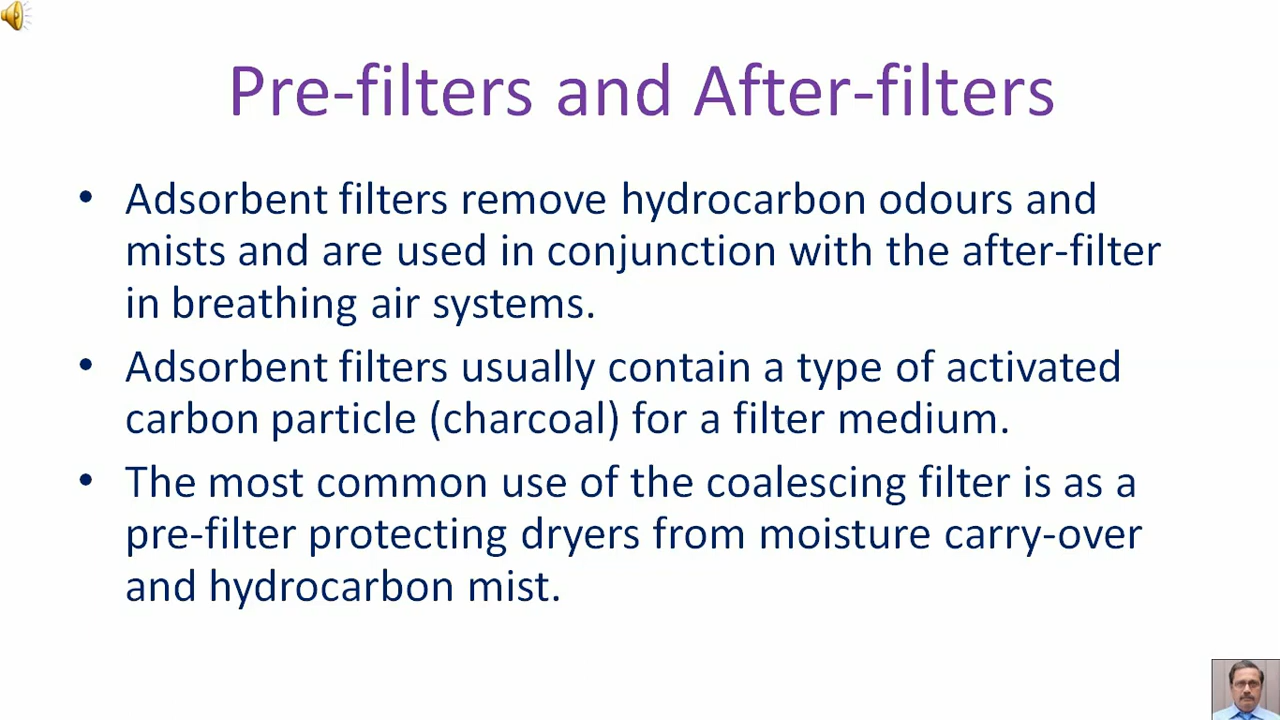 Pre-filters and After-filters
• Adsorbent filters remove hydrocarbon odours and
mists and are used in conjunction with the after-filter
in breathing air systems.
• Adsorbent filters usually contain a type of activated
carbon particle (charcoal) for a filter medium.
• The most common use of the coalescing filter is as a
pre-filter protecting dryers from moisture carry-over
and hydrocarbon mist.